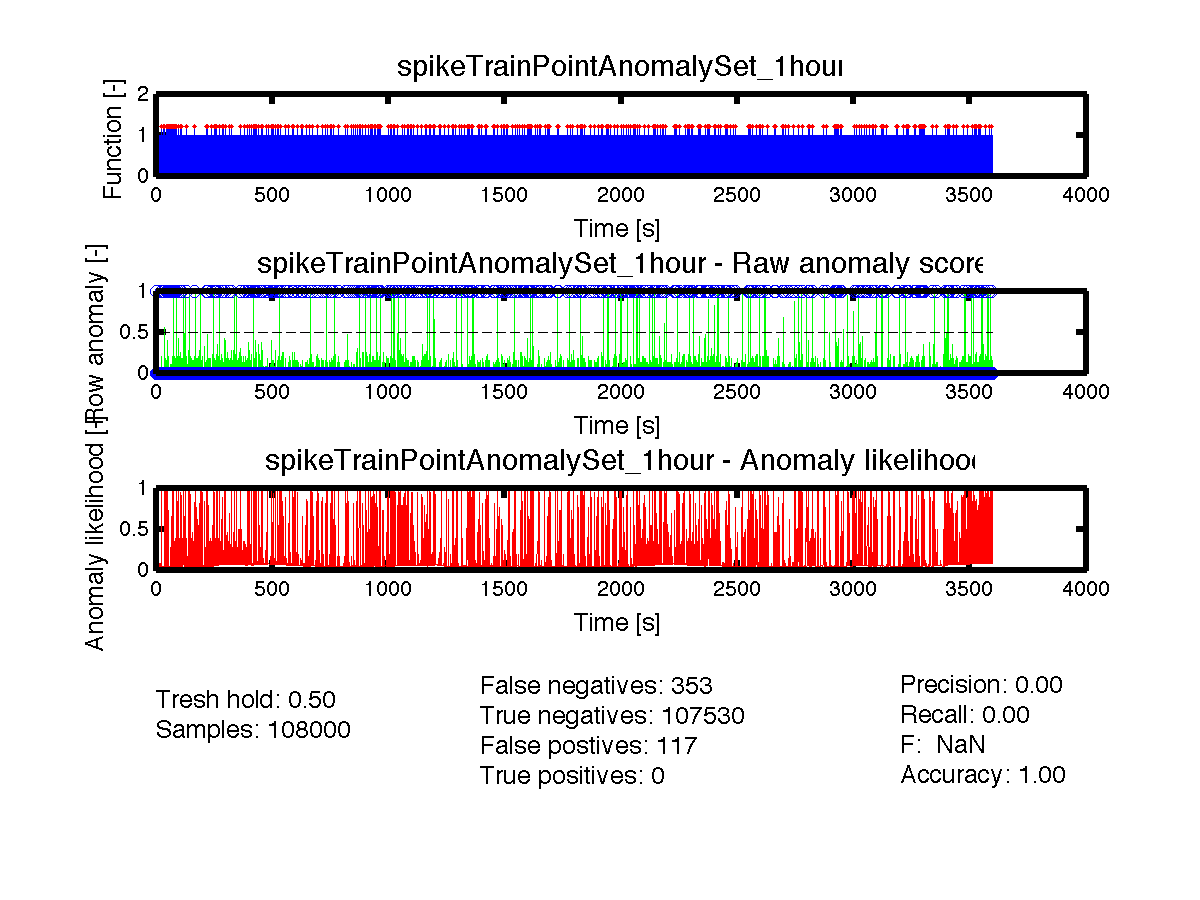 spikeTrainPointAnomalySet_1hour
Function [-]
2
1
0
0 500 1000 1500 2000 2500 3000 3500 4000
Time [s]
spikeTrainPointAnomalySet_1hour - Raw anomaly score
Row anomaly [-]
1
0.5
0
0 500 1000 1500 2000 2500 3000 3500 4000
Time [s]
spikeTrainPointAnomalySet_1hour - Anomaly likelihood
Anomaly likelihood [-]
1
0.5
0
0 500 1000 1500 2000 2500 3000 3500 4000
Time [s]
Tresh hold: 0.50
Samples: 108000
False negatives: 353
True negatives: 107530
False postives: 117
True positives: 0
Precision: 0.00
Recall: 0.00
F: NaN
Accuracy: 1.00